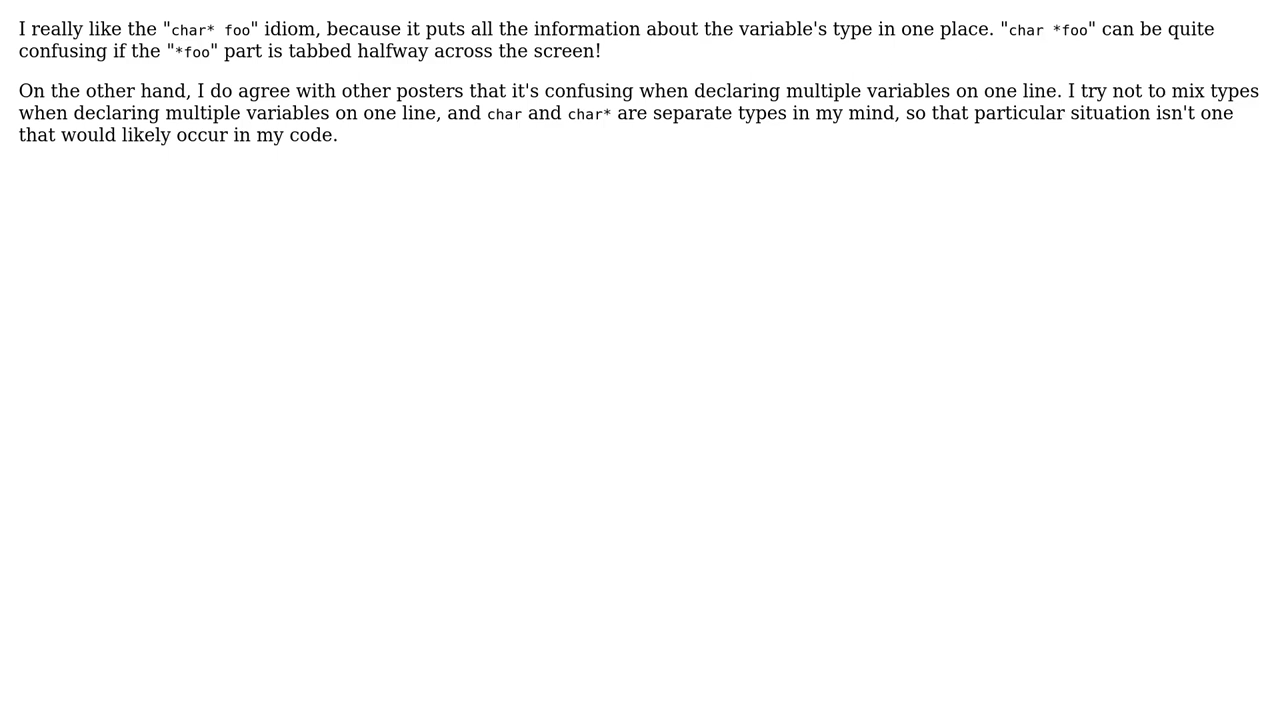 I really like the "char* foo" idiom, because it puts all the information about the variable's type in one place. "char *foo" can be quite
confusing if the "*foo" part is tabbed halfway across the screen!
On the other hand, I do agree with other posters that it's confusing when declaring multiple variables on one line. I try not to mix types
when declaring multiple variables on one line, and char and char* are separate types in my mind, so that particular situation isn't one
that would likely occur in my code.